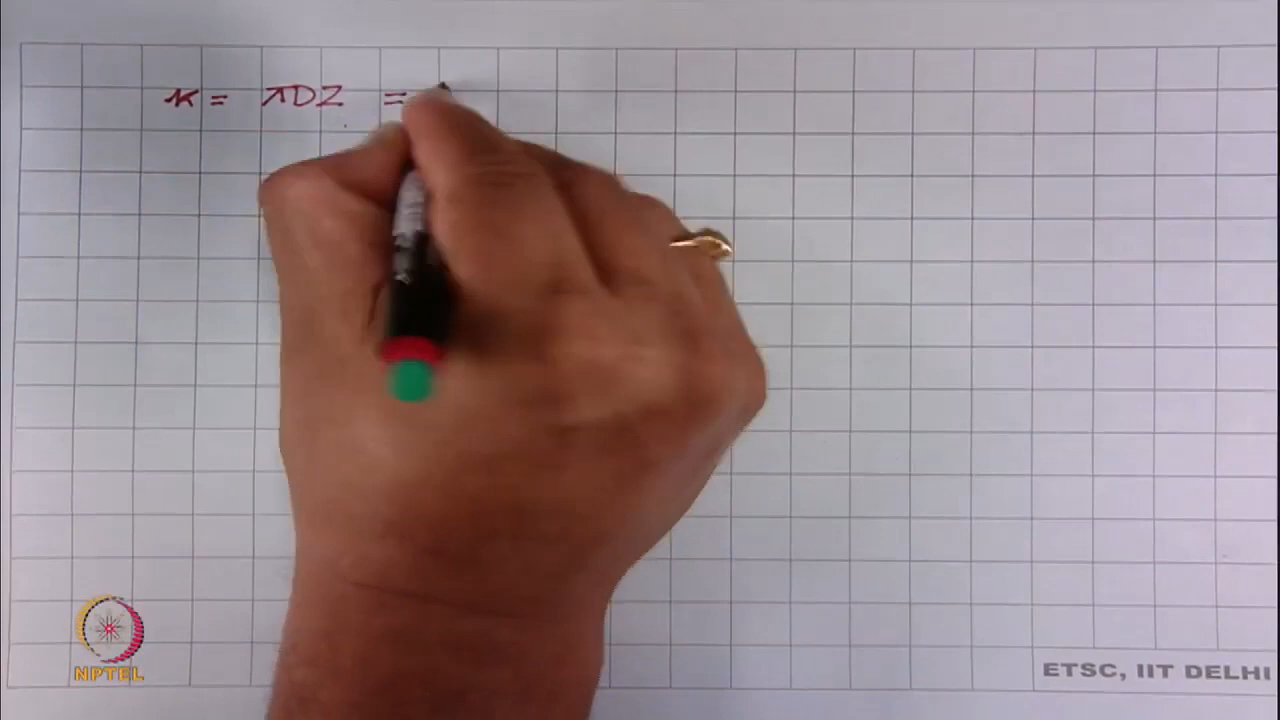 K = πDZ =
NPTEL
ETSC, IIT DELHI